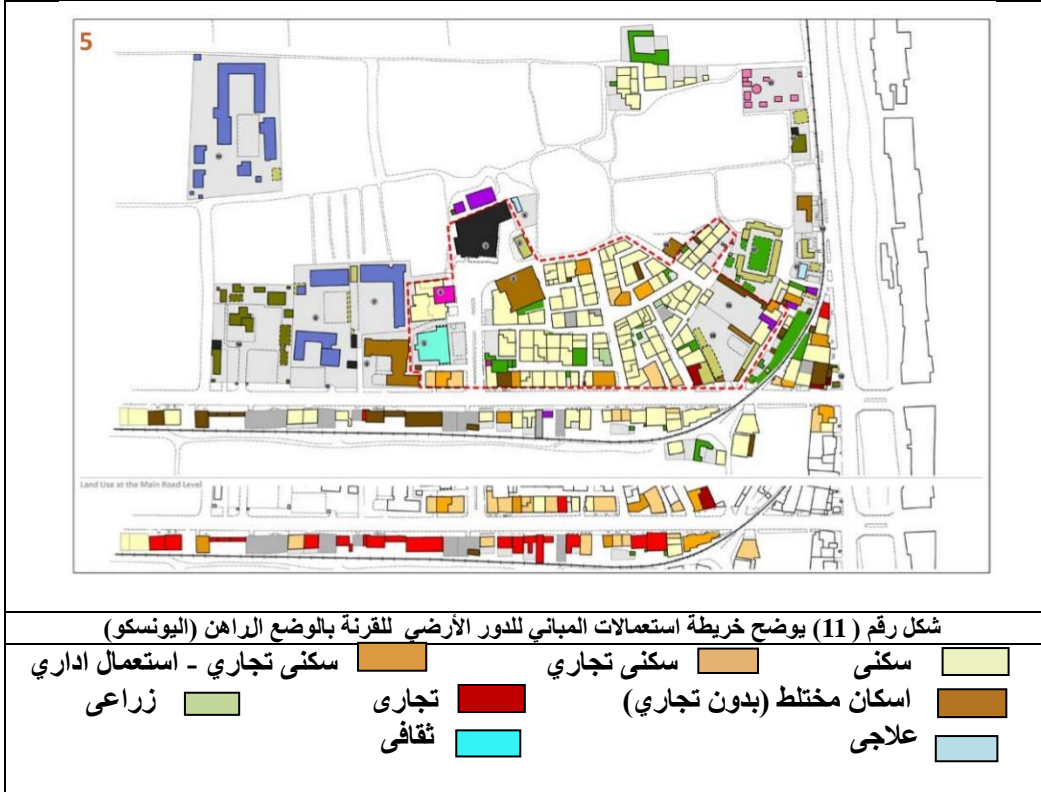 5
Land Use at the Main Road Level
شكل رقم ( 11) يوضح خريطة استعمالات المباني للدور الأرضي للقرنة بالوضع الراهن (اليونسكو)
سكنى سكنى تجاري سكنى تجاري - استعمال اداري
اسكان مختلط (بدون تجاري) تجارى زراعى
علاجى ثقافى